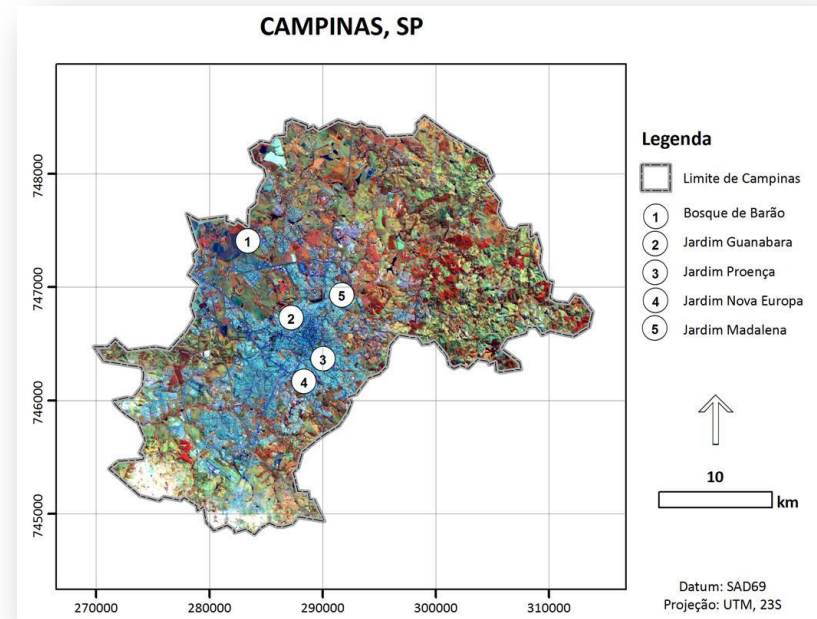 CAMPINAS, SP
748000
747000
746000
745000
270000
280000
290000
300000
310000
1
2
5
3
4
Legenda
Limite de Campinas
1 Bosque de Barão
2 Jardim Guanabara
3 Jardim Proença
4 Jardim Nova Europa
5 Jardim Madalena
10
km
Datum: SAD69
Projeção: UTM, 23S